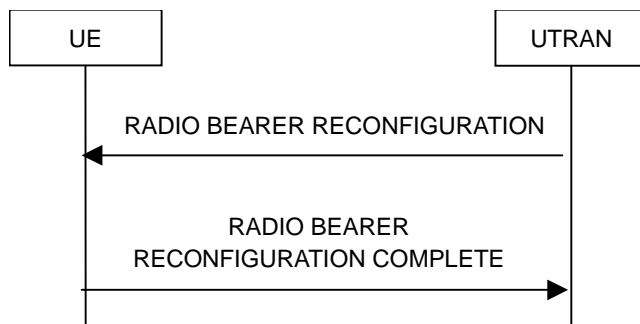 UE
UTRAN
RADIO BEARER RECONFIGURATION
RADIO BEARER
RECONFIGURATION COMPLETE